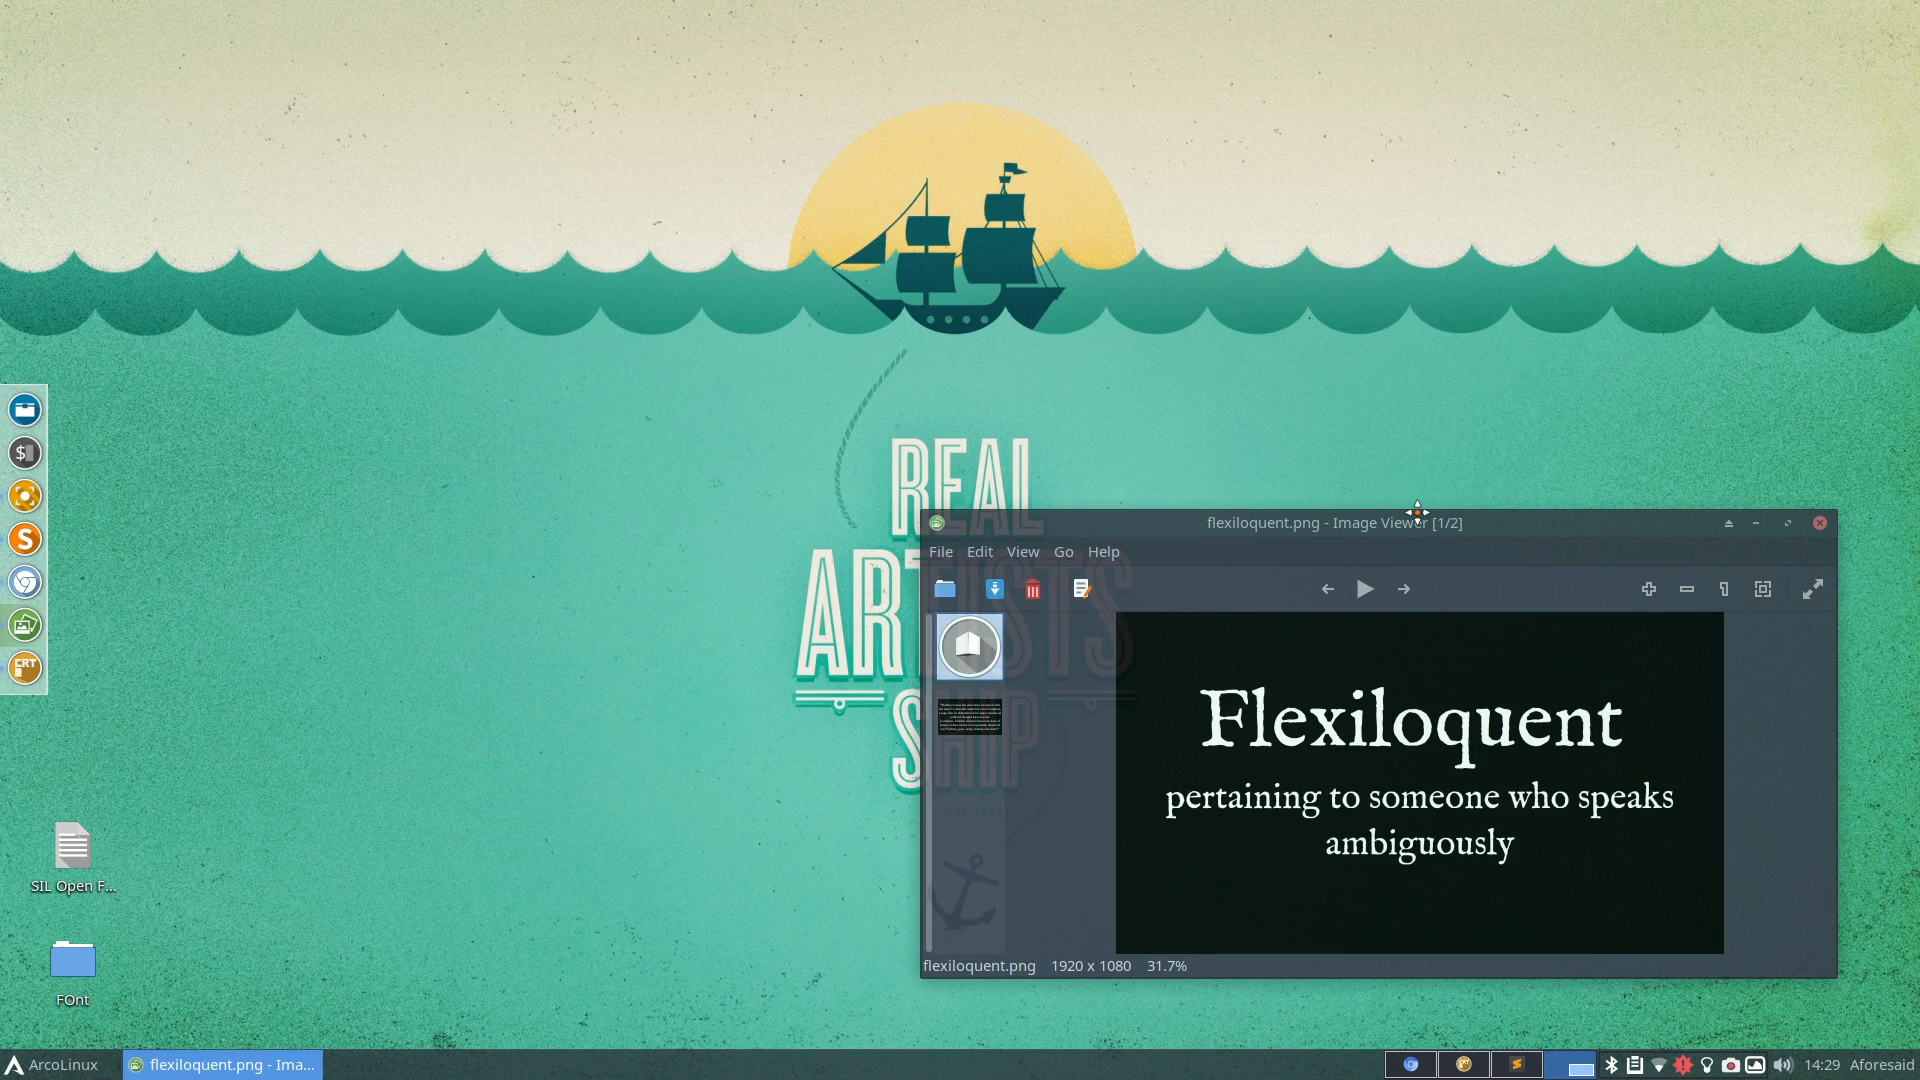 REAL
ARTISTS
SHIP
flexiloquent.png - Image Viewer [1/2]
File Edit View Go Help
Flexiloquent
pertaining to someone who speaks
ambiguously
flexiloquent.png 1920 x 1080 31.7%
$
S
CRT
SIL Open F...
FOnt
ArcoLinux
flexiloquent.png - Ima...
14:29 Aforesaid